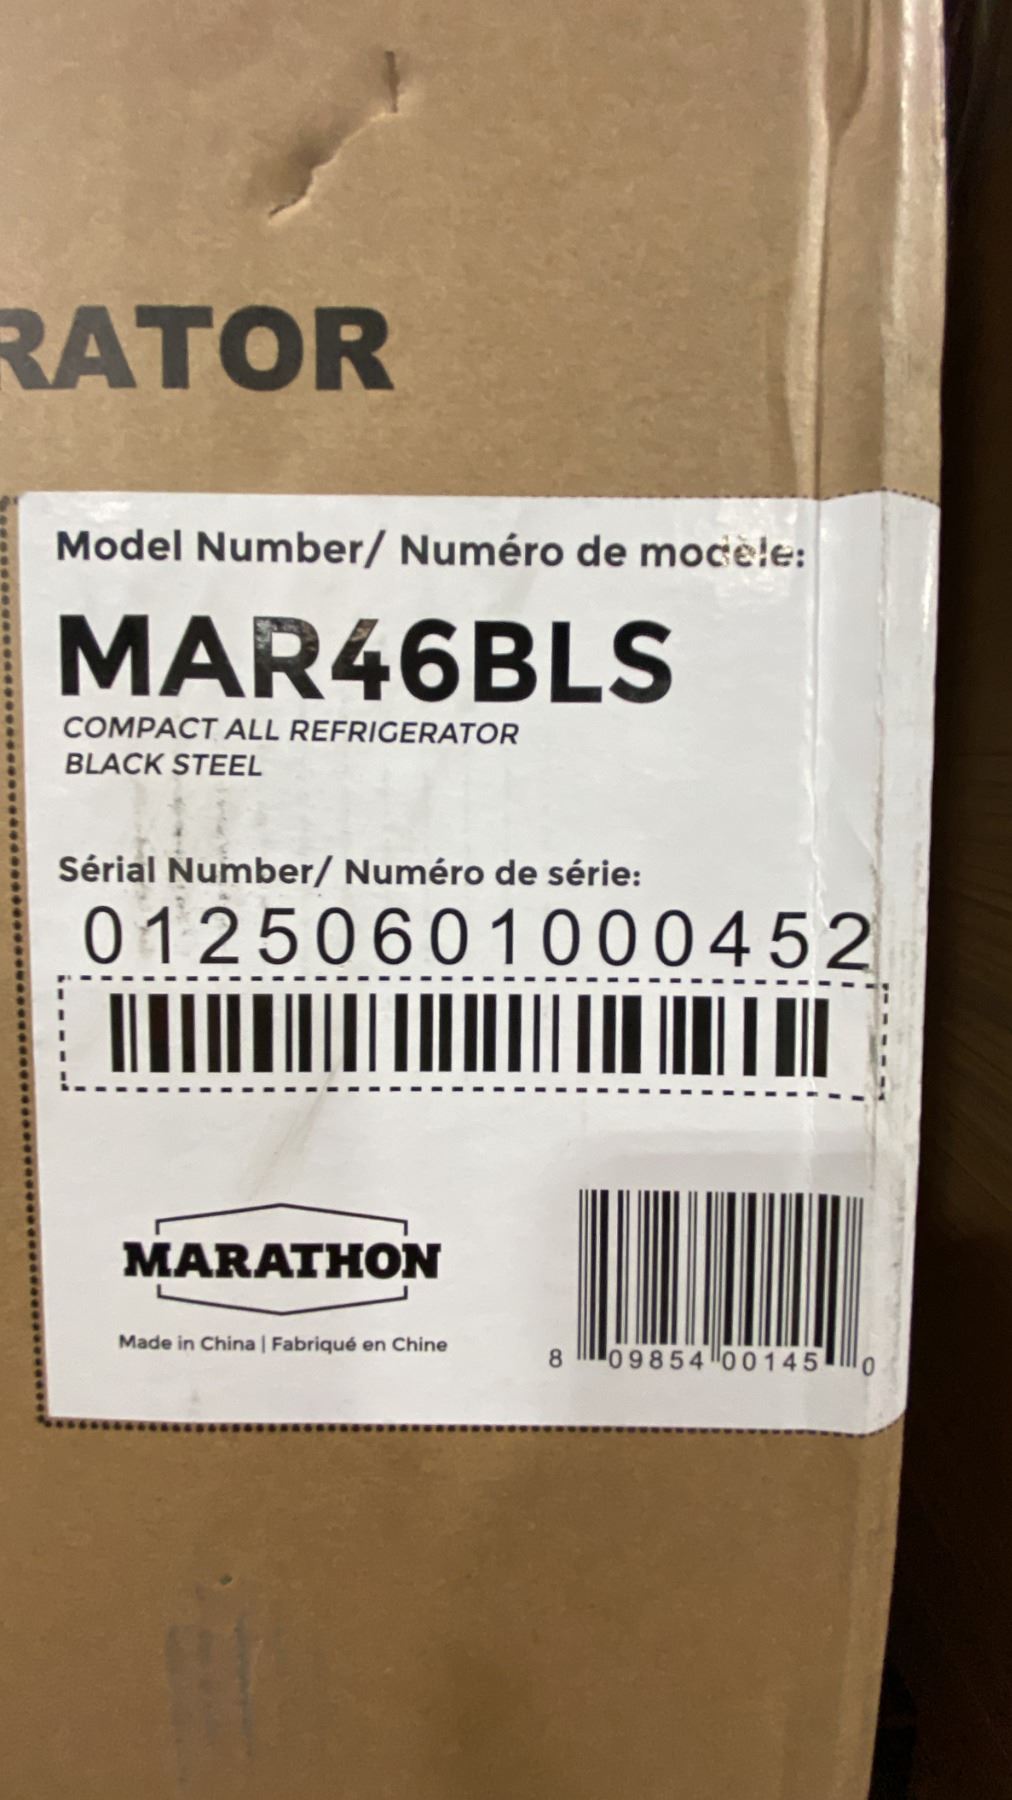 RATOR
Model Number/ Numéro de modèle:
MAR46BLS
COMPACT ALL REFRIGERATOR
BLACK STEEL
Sérial Number/ Numéro de série:
01250601000452
MARATHON
Made in China | Fabriqué en Chine
8 09854 00145 0